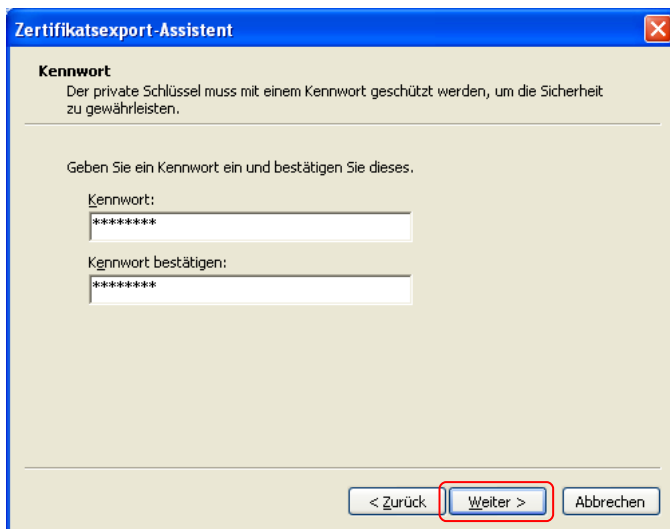 Zertifikatsexport-Assistent
Kennwort
Der private Schlüssel muss mit einem Kennwort geschützt werden, um die Sicherheit
zu gewährleisten.
Geben Sie ein Kennwort ein und bestätigen Sie dieses.
Kennwort:
********
Kennwort bestätigen:
********
< Zurück Weiter > Abbrechen